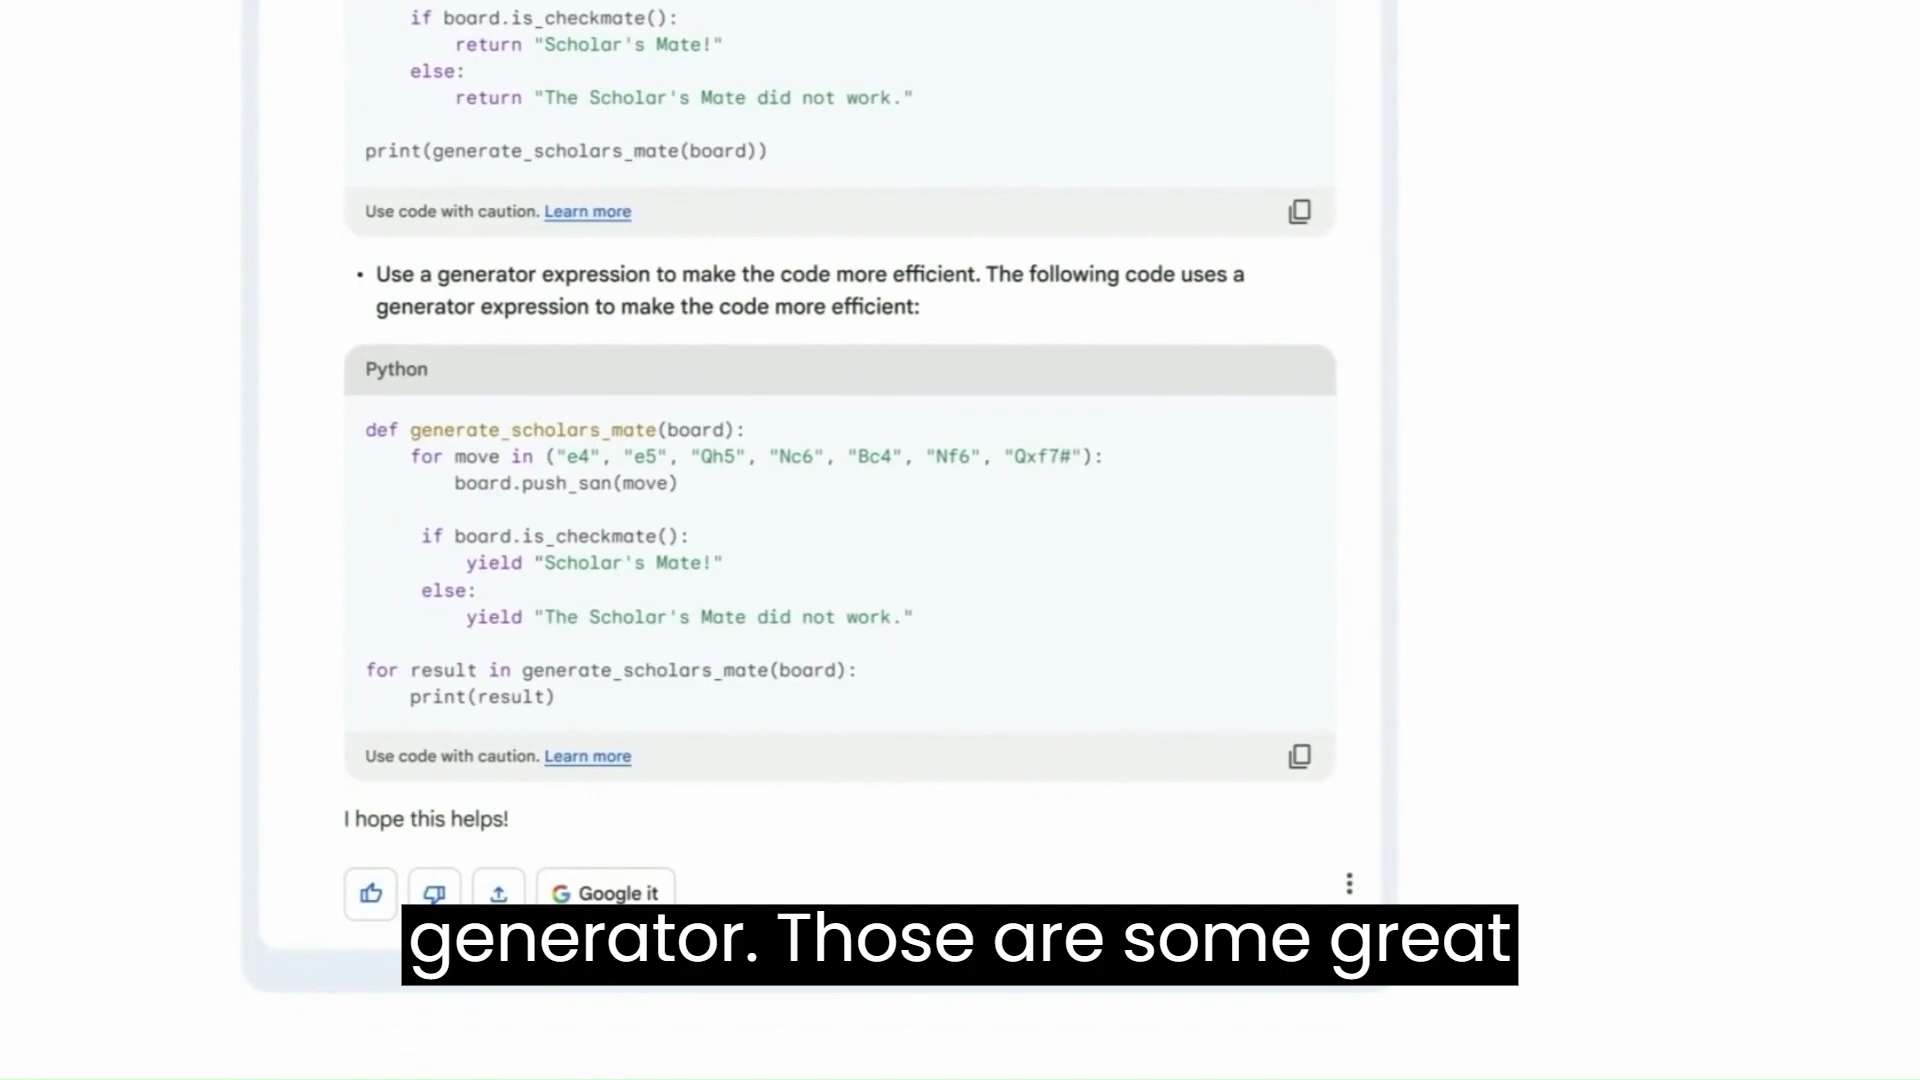 if board.is_checkmate():
return "Scholar's Mate!"
else:
return "The Scholar's Mate did not work."
print(generate_scholars_mate(board))
Use code with caution. Learn more
• Use a generator expression to make the code more efficient. The following code uses a
generator expression to make the code more efficient:
Python
def generate_scholars_mate(board):
for move in ("e4", "e5", "Qh5", "Nc6", "Bc4", "Nf6", "Qxf7#"):
board.push_san(move)
if board.is_checkmate():
yield "Scholar's Mate!"
else:
yield "The Scholar's Mate did not work."
for result in generate_scholars_mate(board):
print(result)
Use code with caution. Learn more
I hope this helps!
Google it
generator. Those are some great